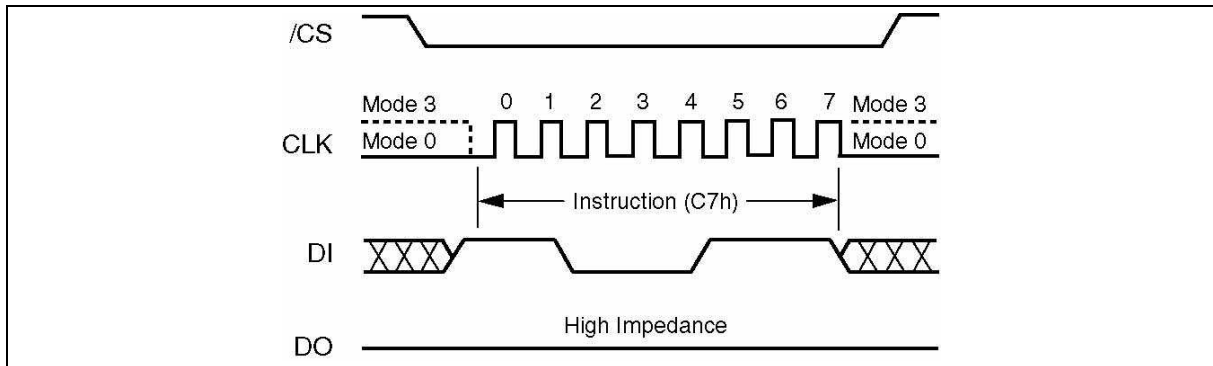 /CS
Mode 3 0 1 2 3 4 5 6 7 Mode 3
CLK Mode 0 Mode 0
Instruction (C7h)
DI
High Impedance
DO